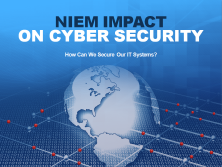 NIEM IMPACT
ON CYBER SECURITY
How Can We Secure Our IT Systems?